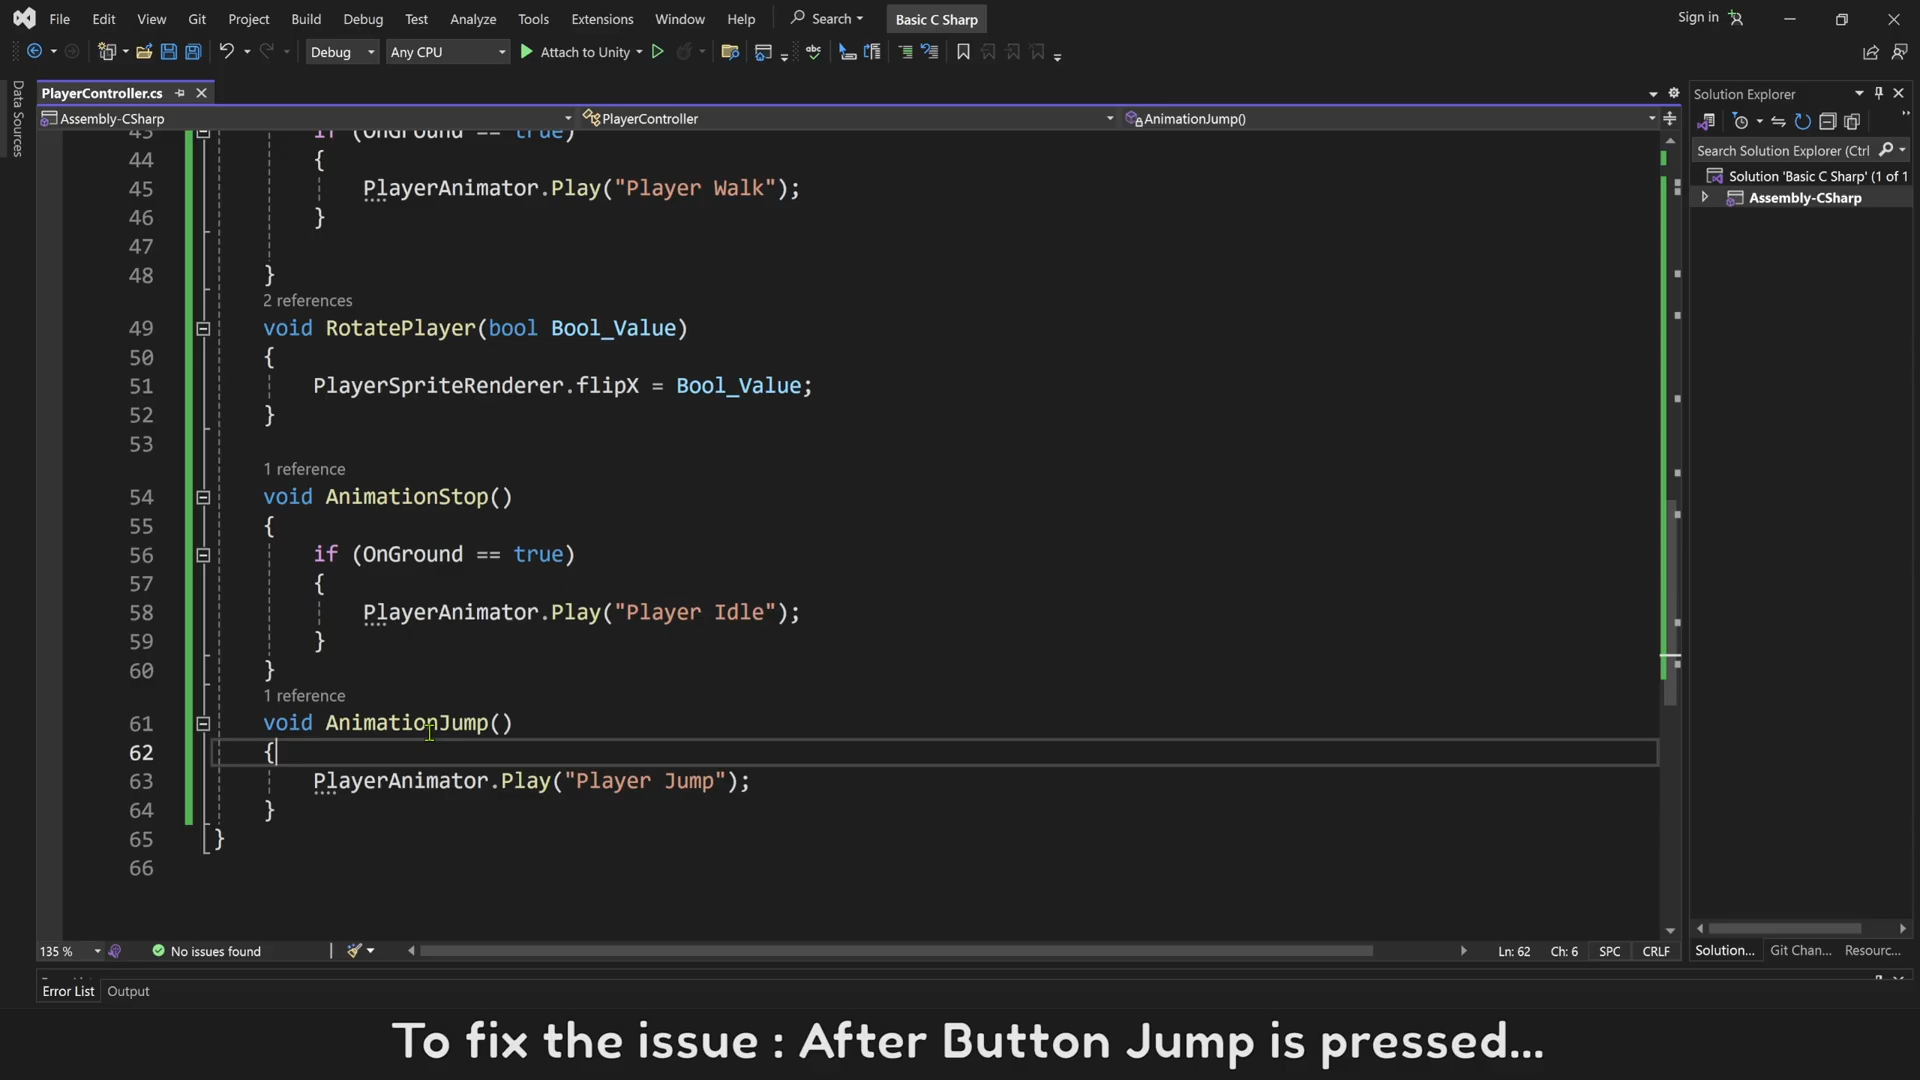 File Edit View Git Project Build Debug Test Analyze Tools Extensions Window Help Search Basic C Sharp Sign in
Debug Any CPU Attach to Unity
Data Sources
PlayerController.cs
Solution Explorer
Assembly-CSharp PlayerController AnimationJump()
Search Solution Explorer (Ctrl
Solution 'Basic C Sharp' (1 of 1
Assembly-CSharp
43 if (OnGround == true)
44 {
45 PlayerAnimator.Play("Player Walk");
46 }
47
48 }
2 references
49 void RotatePlayer(bool Bool_Value)
50 {
51 PlayerSpriteRenderer.flipX = Bool_Value;
52 }
53
1 reference
54 void AnimationStop()
55 {
56 if (OnGround == true)
57 {
58 PlayerAnimator.Play("Player Idle");
59 }
60 }
1 reference
61 void AnimationJump()
62 {
63 PlayerAnimator.Play("Player Jump");
64 }
65 }
66
135 % No issues found Ln: 62 Ch: 6 SPC CRLF
Solution... Git Chan... Resourc...
Error List Output
To fix the issue : After Button Jump is pressed...